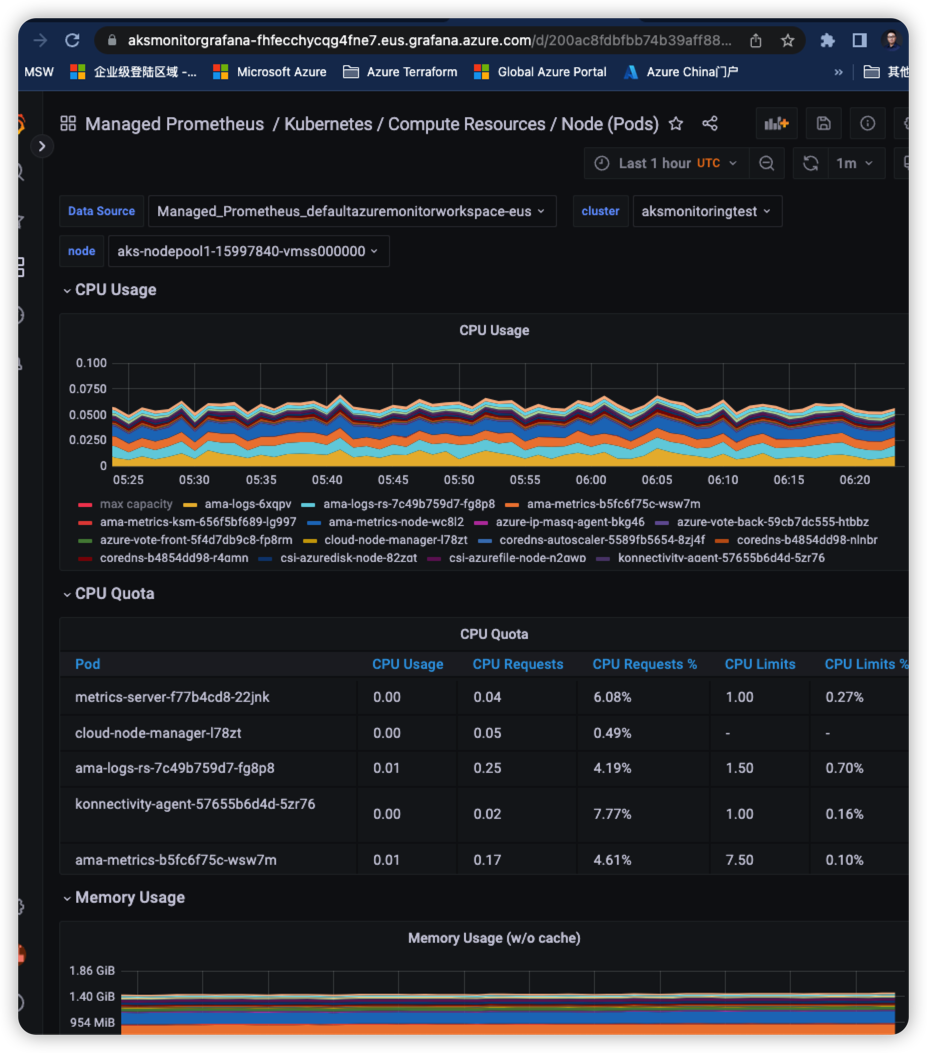 aksmonitorgrafana-fhfecchycqg4fne7.eus.grafana.azure.com/d/200ac8fdbfbb74b39aff88...
MSW 企业级登陆区域 -... Microsoft Azure Azure Terraform Global Azure Portal Azure China门户 » 其他
Managed Prometheus / Kubernetes / Compute Resources / Node (Pods)
Last 1 hour UTC 1m
Data Source Managed_Prometheus_defaultazuremonitorworkspace-eus cluster aksmonitoringtest
node aks-nodepool1-15997840-vmss000000
CPU Usage
CPU Usage
0.100
0.0750
0.0500
0.0250
0
05:25 05:30 05:35 05:40 05:45 05:50 05:55 06:00 06:05 06:10 06:15 06:20
max capacity ama-logs-6xqpv ama-logs-rs-7c49b759d7-fg8p8 ama-metrics-b5fc6f75c-wsw7m
ama-metrics-ksm-656f5bf689-lg997 ama-metrics-node-wc8l2 azure-ip-masq-agent-bkg46 azure-vote-back-59cb7dc555-htbbz
azure-vote-front-5f4d7db9c8-fp8rm cloud-node-manager-l78zt coredns-autoscaler-5589fb5654-8zj4f coredns-b4854dd98-nlnbr
coredns-b4854dd98-r4qmn csi-azuredisk-node-82zqt csi-azurefile-node-n2qwp konnectivity-agent-57655b6d4d-5zr76
CPU Quota
CPU Quota
Pod CPU Usage CPU Requests CPU Requests % CPU Limits CPU Limits %
metrics-server-f77b4cd8-22jnk 0.00 0.04 6.08% 1.00 0.27%
cloud-node-manager-l78zt 0.00 0.05 0.49% - -
ama-logs-rs-7c49b759d7-fg8p8 0.01 0.25 4.19% 1.50 0.70%
konnectivity-agent-57655b6d4d-5zr76 0.00 0.02 7.77% 1.00 0.16%
ama-metrics-b5fc6f75c-wsw7m 0.01 0.17 4.61% 7.50 0.10%
Memory Usage
Memory Usage (w/o cache)
1.86 GiB
1.40 GiB
954 MiB